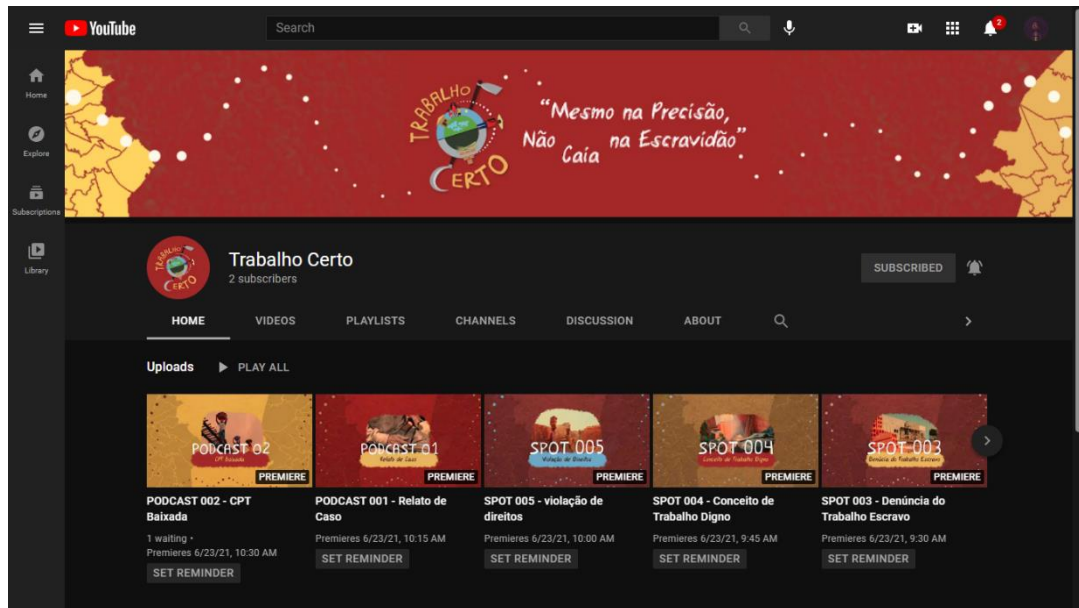 YouTube
Search
2
Home
Explore
Subscriptions
Library
TRABALHO
CERTO
“Mesmo na Precisão,
Não Caia na Escravidão”
TRABALHO
CERTO
Trabalho Certo
2 subscribers
SUBSCRIBED
HOME VIDEOS PLAYLISTS CHANNELS DISCUSSION ABOUT
Uploads PLAY ALL
PODCAST 02
CPT Baixada
PREMIERE
PODCAST 002 - CPT
Baixada
1 waiting •
Premieres 6/23/21, 10:30 AM
SET REMINDER
PODCAST 01
Relato de Caso
PREMIERE
PODCAST 001 - Relato de
Caso
Premieres 6/23/21, 10:15 AM
SET REMINDER
SPOT 005
Violação de Direitos
PREMIERE
SPOT 005 - violação de
direitos
Premieres 6/23/21, 10:00 AM
SET REMINDER
SPOT 004
Conceito de Trabalho Digno
PREMIERE
SPOT 004 - Conceito de
Trabalho Digno
Premieres 6/23/21, 9:45 AM
SET REMINDER
SPOT 003
Denúncia do Trabalho Escravo
PREMIERE
SPOT 003 - Denúncia do
Trabalho Escravo
Premieres 6/23/21, 9:30 AM
SET REMINDER